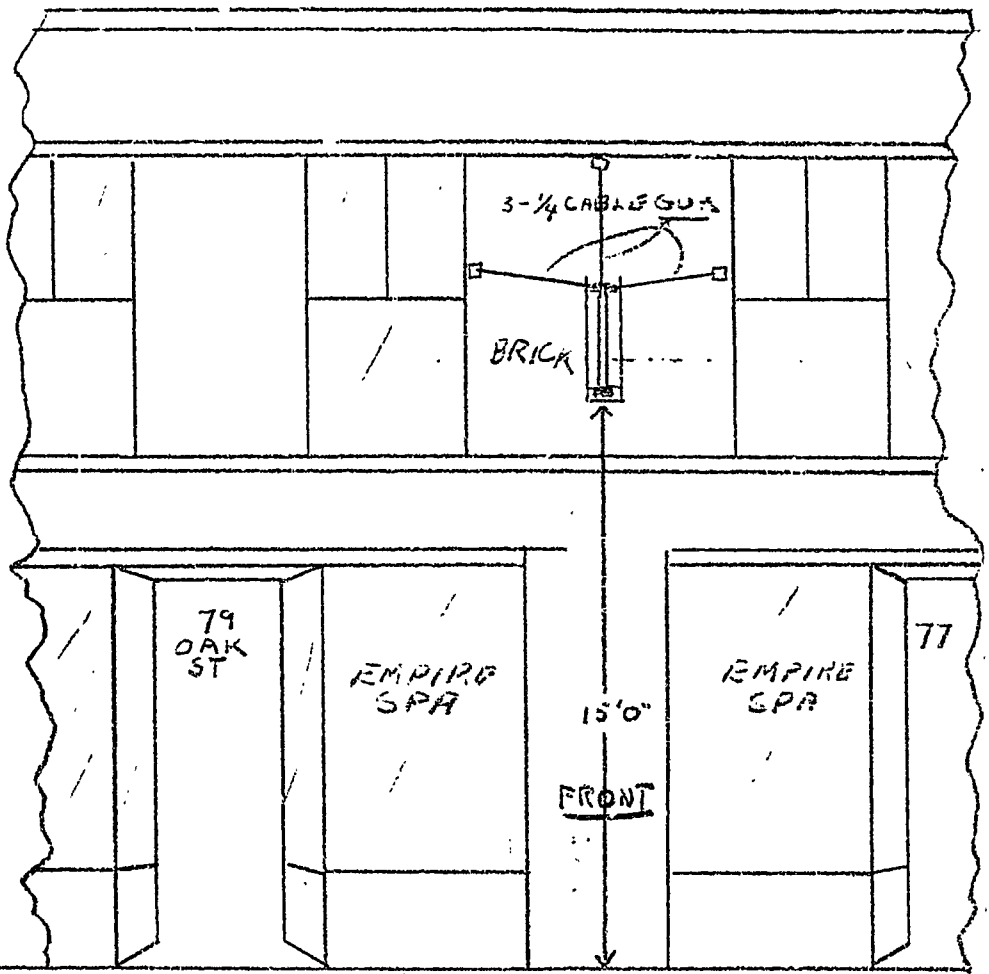 3-1/4 CABLE GUYS
BRICK
79
OAK
ST
EMPIRE
SPA
15'0"
FRONT
EMPIRE
SPA
77